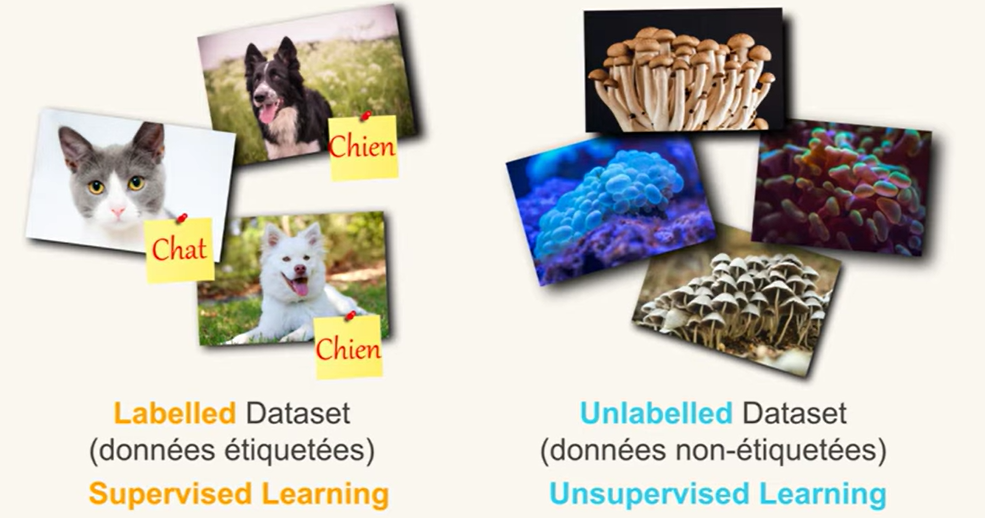 Chien
Chat
Chien
Labelled Dataset
(données étiquetées)
Supervised Learning
Unlabelled Dataset
(données non-étiquetées)
Unsupervised Learning